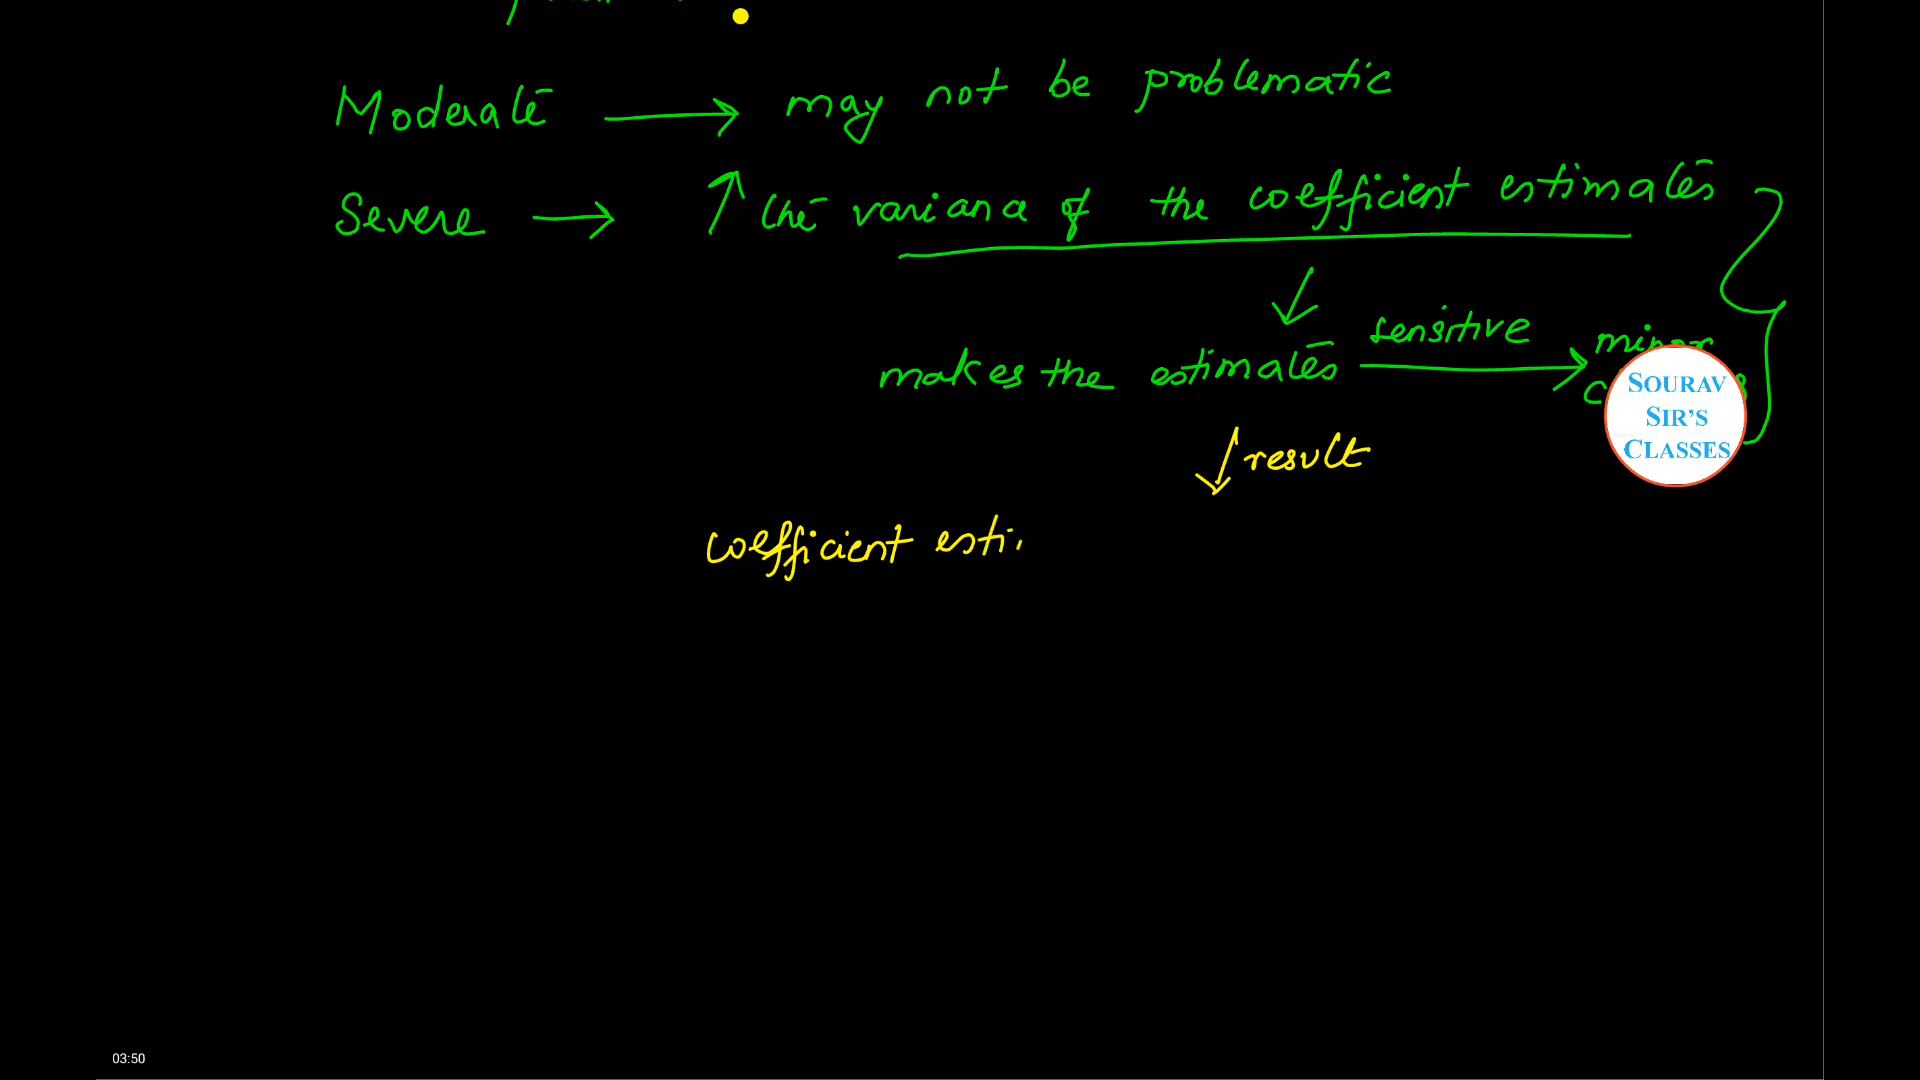 Moderate → may not be problematic
Severe → ↑ the variance of the coefficient estimates
↓
makes the estimates sensitive → minor
↓ result
coefficient esti
SOURAV
SIR'S
CLASSES
03:50